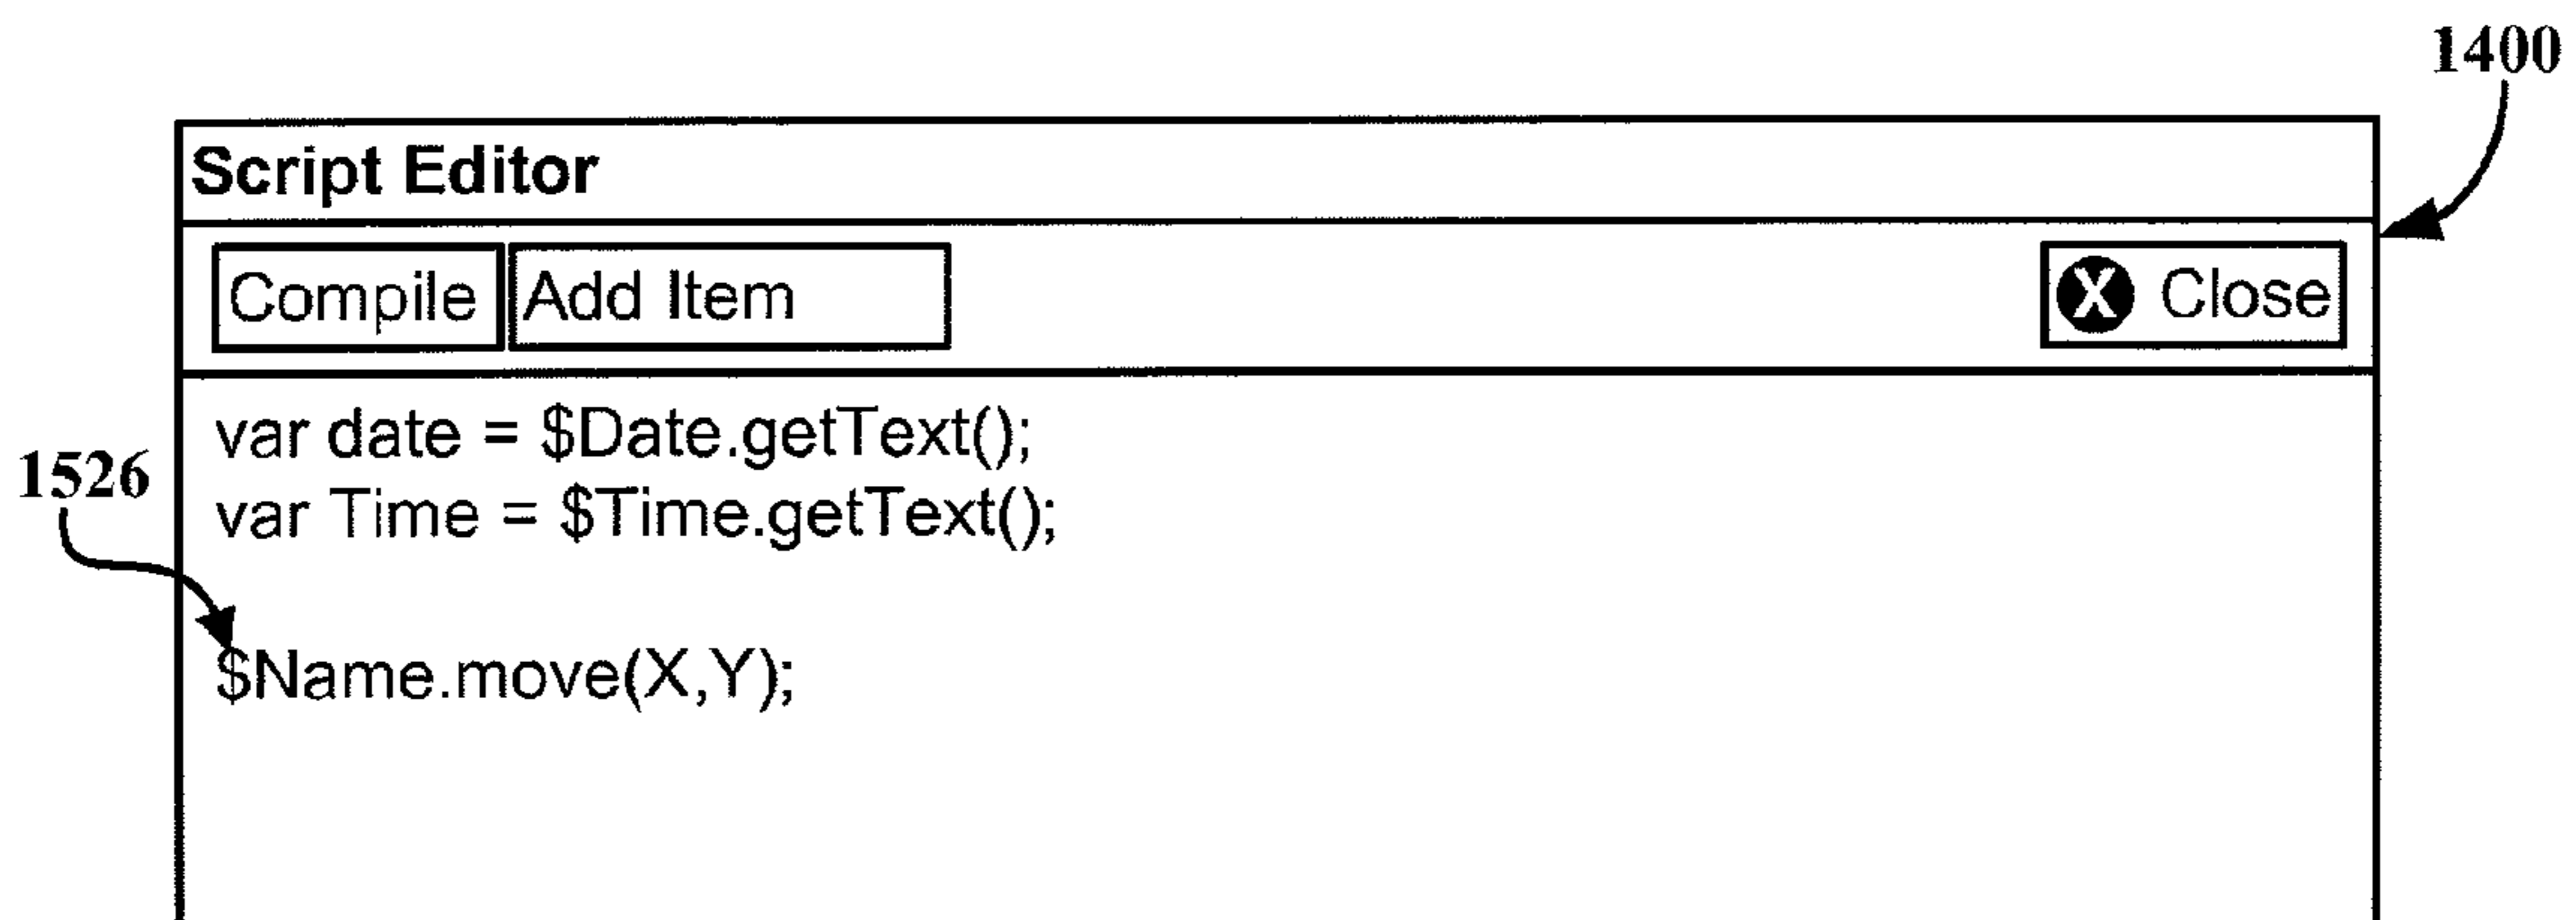 1400
Script Editor
Compile Add Item X Close
var date = $Date.getText();
1526
var Time = $Time.getText();
$Name.move(X,Y);